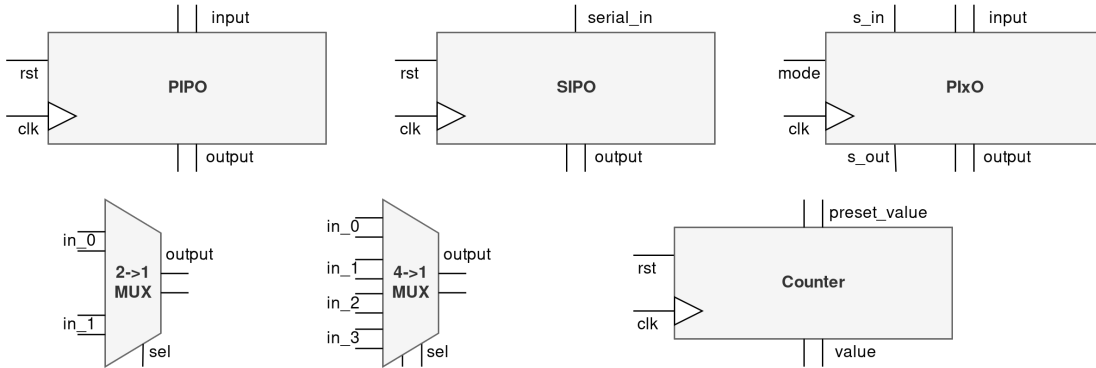 input
serial_in
s_in
input
rst
rst
mode
PIPO
SIPO
PIxO
clk
clk
clk
output
output
s_out
output
in_0
output
2->1
MUX
in_1
sel
in_0
in_1
in_2
in_3
output
4->1
MUX
sel
preset_value
rst
Counter
clk
value